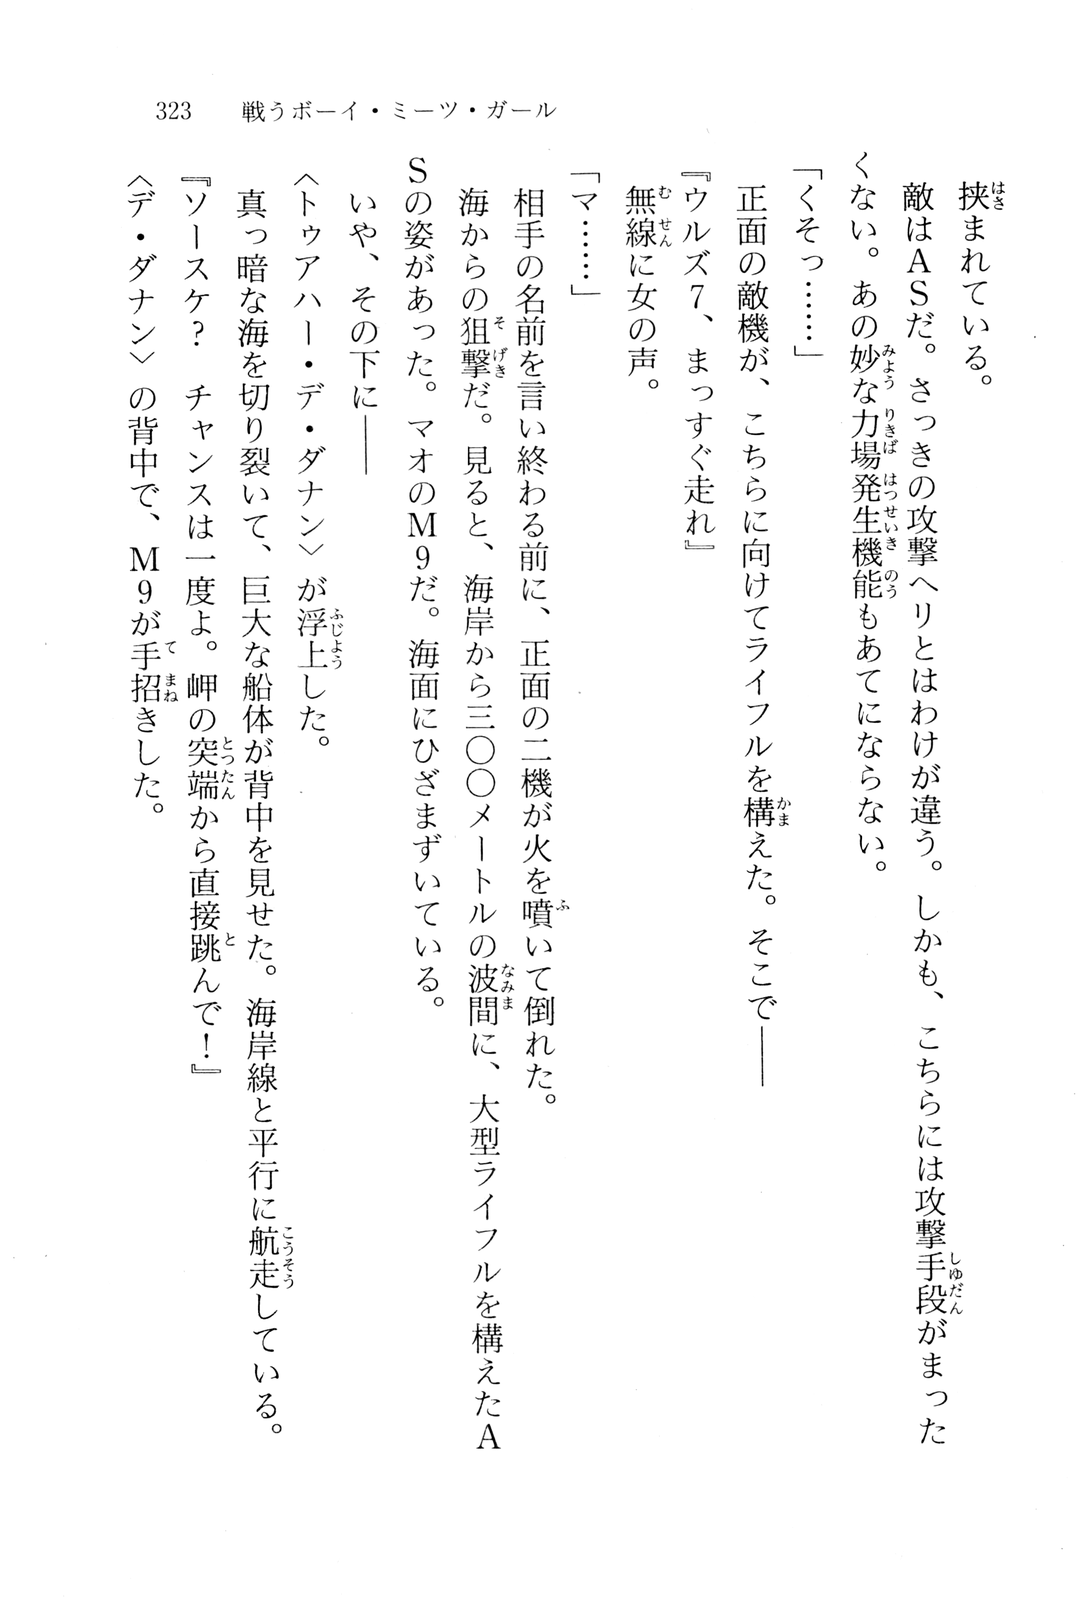 323 戦うボーイ・ミーツ・ガール
挟まれている。
敵はASだ。さっきの攻撃ヘリとはわけが違う。しかも、こちらには攻撃手段がまった
くない。あの妙な力場発生機能もあてにならない。
「くそっ……」
正面の敵機が、こちらに向けてライフルを構えた。そこで――
『ウルズ7、まっすぐ走れ』
無線に女の声。
「マ……」
相手の名前を言い終わる前に、正面の二機が火を噴いて倒れた。
海からの狙撃だ。見ると、海岸から三〇〇メートルの波間に、大型ライフルを構えたA
Sの姿があった。マオのM9だ。海面にひざまずいている。
いや、その下に――
〈トゥアハー・デ・ダナン〉が浮上した。
真っ暗な海を切り裂いて、巨大な船体が背中を見せた。海岸線と平行に航走している。
『ソースケ？　チャンスは一度よ。岬の突端から直接跳んで！』
〈デ・ダナン〉の背中で、M9が手招きした。